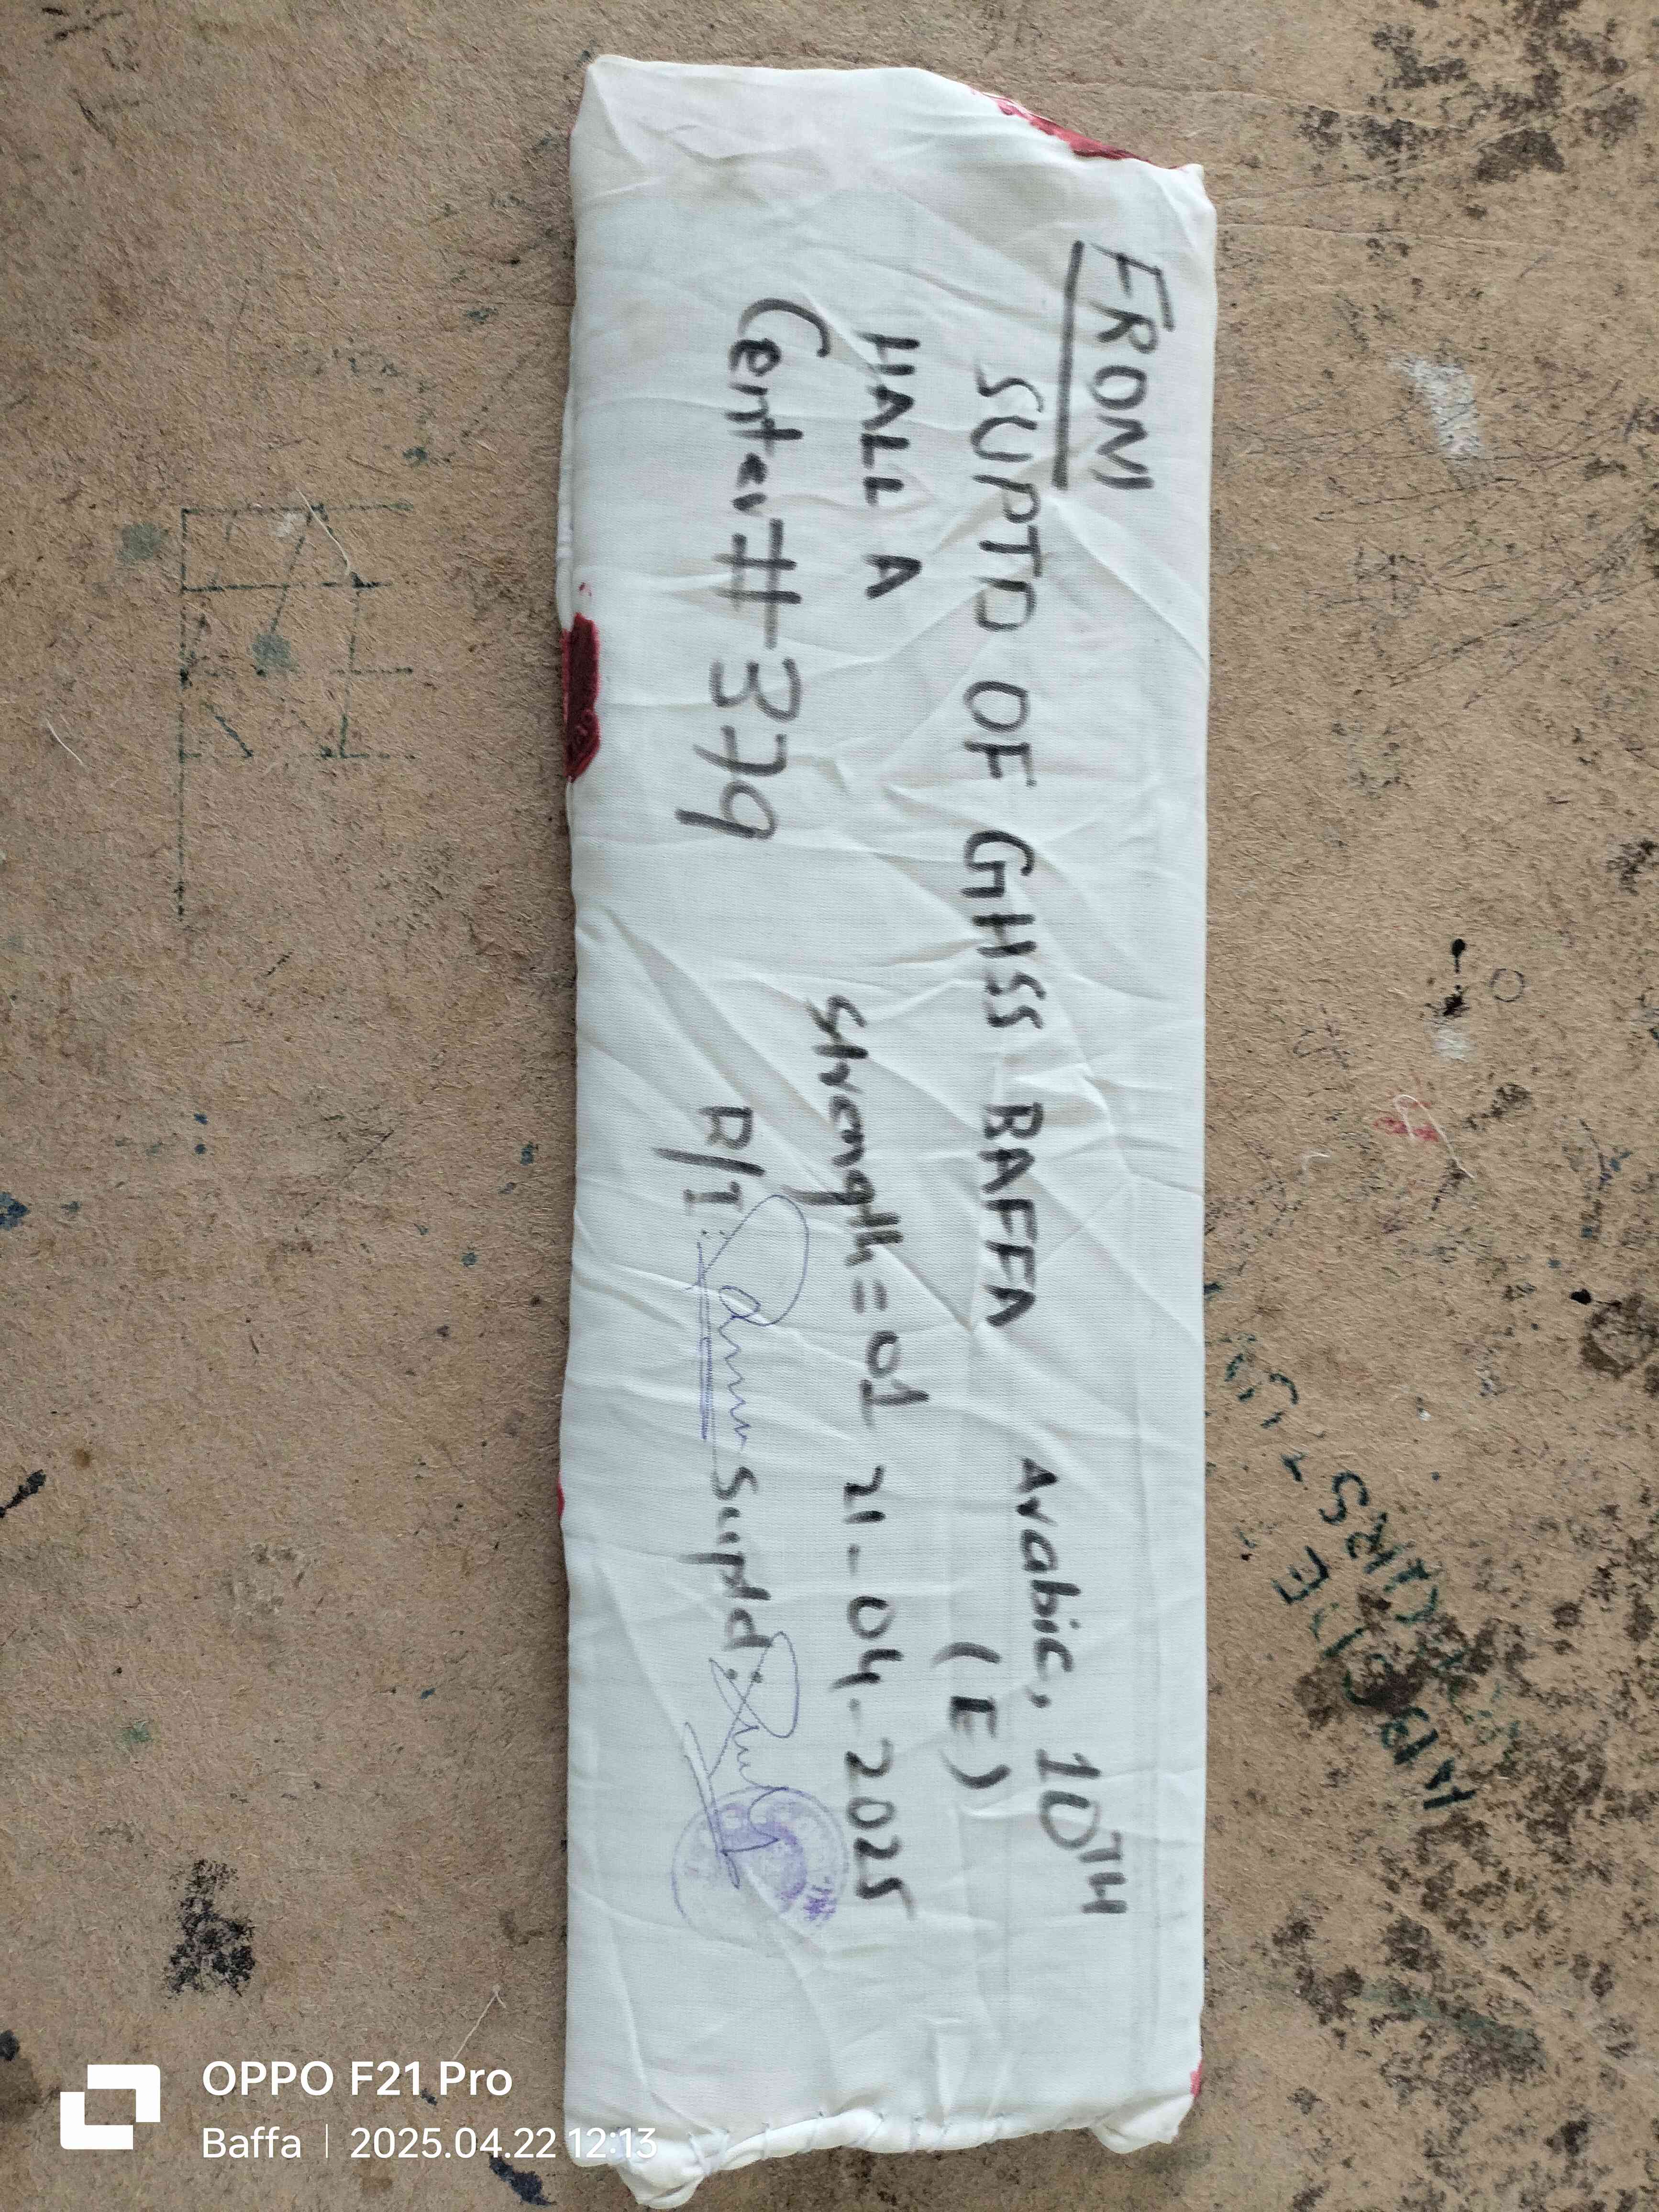 FROM
SUPTD OF GHSS BAFFA
HALL A
Center # 379
Arabic, 10TH
(E)
Strength = 01 21-04-2025
R/I:
Suptd:
OPPO F21 Pro
Baffa | 2025.04.22 12:13